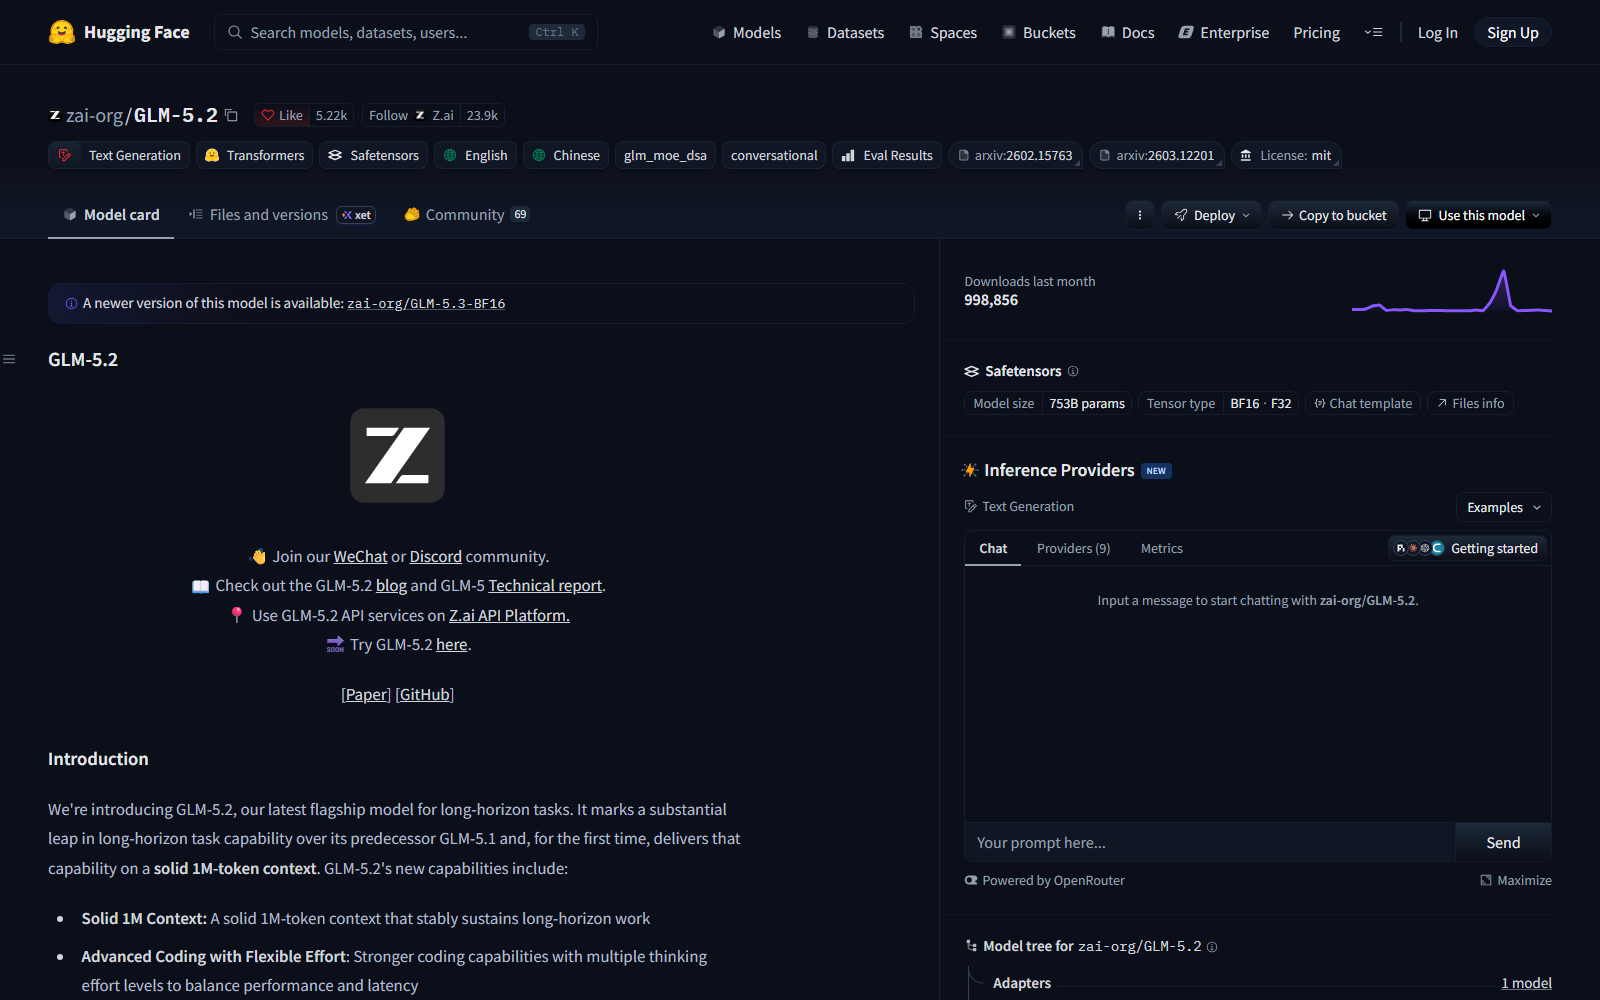 Hugging Face
Search models, datasets, users...
Ctrl K
Models
Datasets
Spaces
Buckets
Docs
Enterprise
Pricing
Log In
Sign Up
zai-org/GLM-5.2
Like 5.22k
Follow Z.ai 23.9k
Text Generation
Transformers
Safetensors
English
Chinese
glm_moe_dsa
conversational
Eval Results
arxiv:2602.15763
arxiv:2603.12201
License: mit
Model card
Files and versions
xet
Community 69
Deploy
Copy to bucket
Use this model
A newer version of this model is available: zai-org/GLM-5.3-BF16
GLM-5.2
Z
👋 Join our WeChat or Discord community.
📖 Check out the GLM-5.2 blog and GLM-5 Technical report.
📍 Use GLM-5.2 API services on Z.ai API Platform.
🔜 Try GLM-5.2 here.
[Paper] [GitHub]
Introduction
We're introducing GLM-5.2, our latest flagship model for long-horizon tasks. It marks a substantial
leap in long-horizon task capability over its predecessor GLM-5.1 and, for the first time, delivers that
capability on a solid 1M-token context. GLM-5.2's new capabilities include:
• Solid 1M Context: A solid 1M-token context that stably sustains long-horizon work
• Advanced Coding with Flexible Effort: Stronger coding capabilities with multiple thinking
effort levels to balance performance and latency
Downloads last month
998,856
Safetensors
Model size 753B params
Tensor type BF16 · F32
Chat template
Files info
Inference Providers NEW
Text Generation
Examples
Chat
Providers (9)
Metrics
Getting started
Input a message to start chatting with zai-org/GLM-5.2.
Your prompt here...
Send
Powered by OpenRouter
Maximize
Model tree for zai-org/GLM-5.2
Adapters
1 model